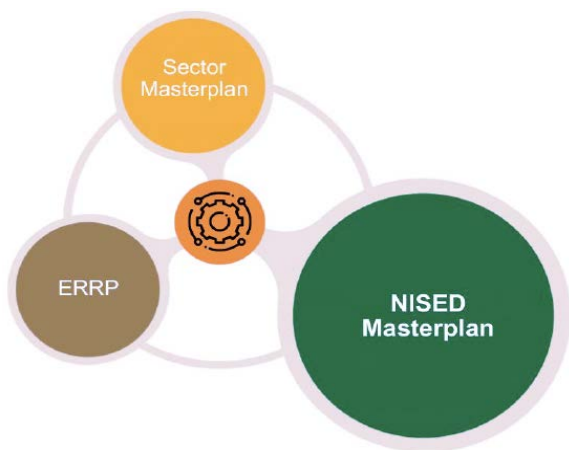 Sector
Masterplan
ERRP
NISED
Masterplan